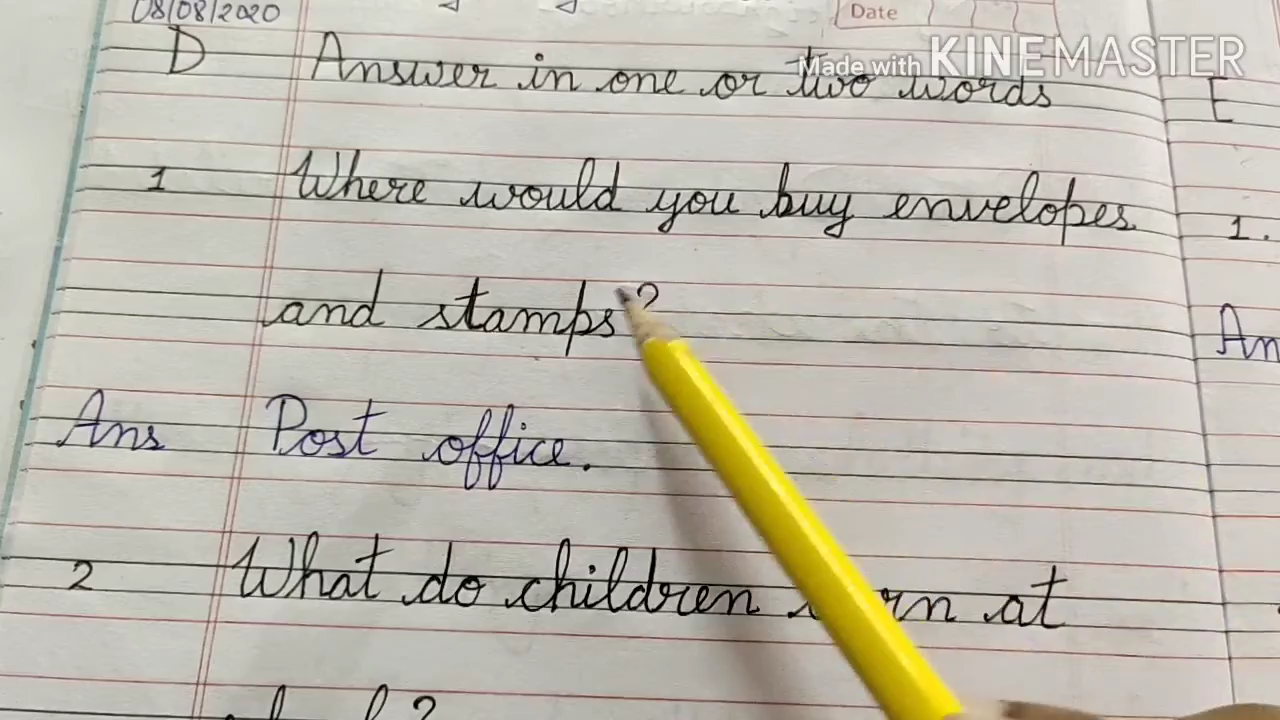 08/08/2020
Date
Made with KINEMASTER
D Answer in one or two words
E
1 Where would you buy envelopes
1.
and stamps?
Ans Post office.
An
2 What do children at